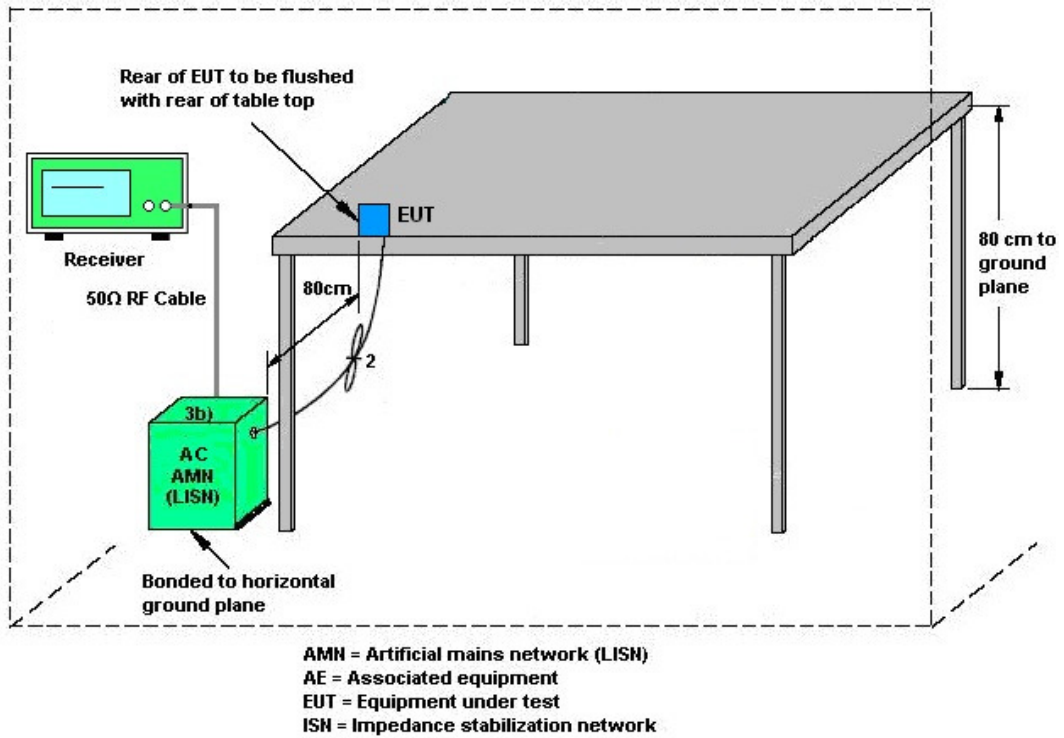 Rear of EUT to be flushed
with rear of table top
EUT
Receiver
50Ω RF Cable
80cm
2
80 cm to
ground
plane
3b)
AC
AMN
(LISN)
Bonded to horizontal
ground plane
AMN = Artificial mains network (LISN)
AE = Associated equipment
EUT = Equipment under test
ISN = Impedance stabilization network